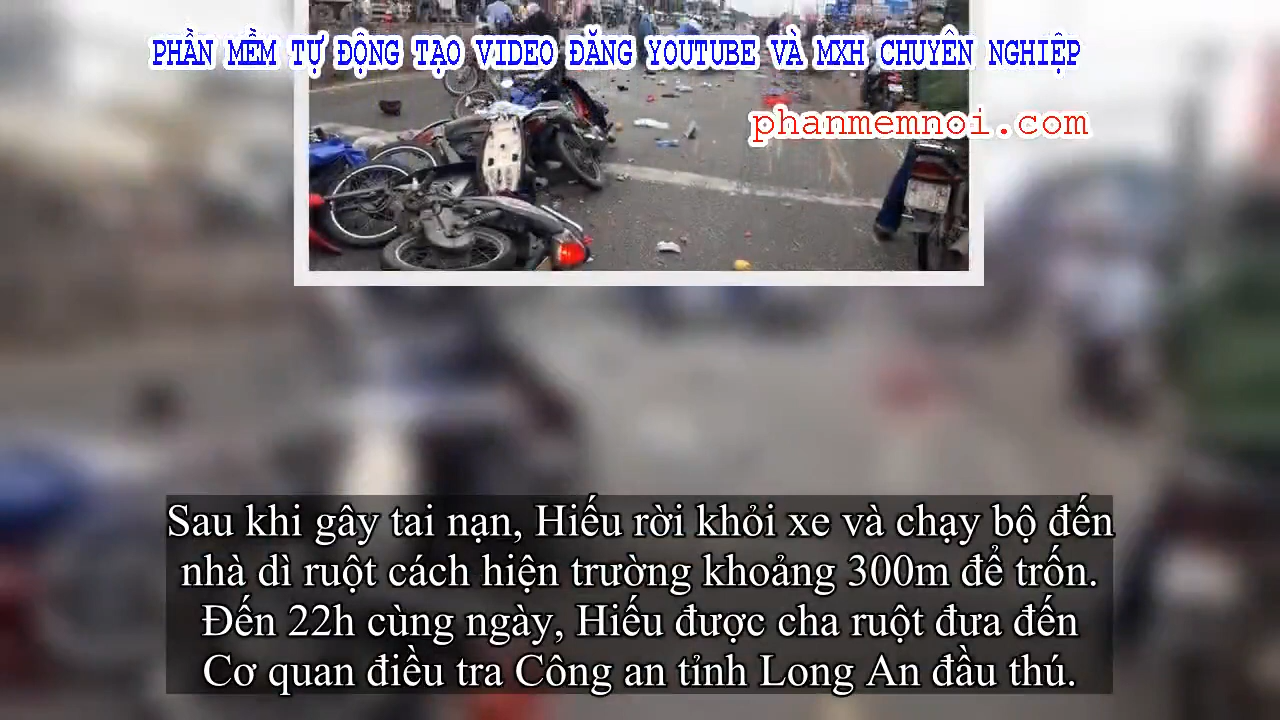 PHẦN MỀM TỰ ĐỘNG TẠO VIDEO ĐĂNG YOUTUBE VÀ MXH CHUYÊN NGHIỆP
phanmemnoi.com
Sau khi gây tai nạn, Hiếu rời khỏi xe và chạy bộ đến
nhà dì ruột cách hiện trường khoảng 300m để trốn.
Đến 22h cùng ngày, Hiếu được cha ruột đưa đến
Cơ quan điều tra Công an tỉnh Long An đầu thú.